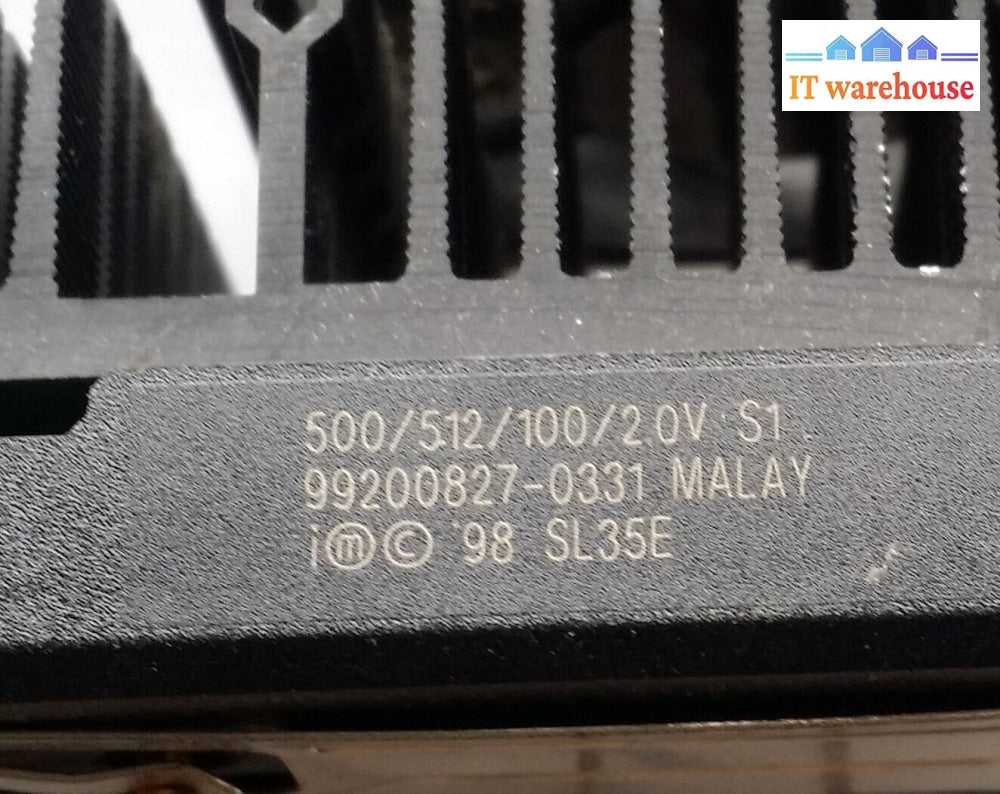 IT warehouse
500/512/100/2.0V S1
99200827-0331 MALAY
i ⓜ © '98 SL35E